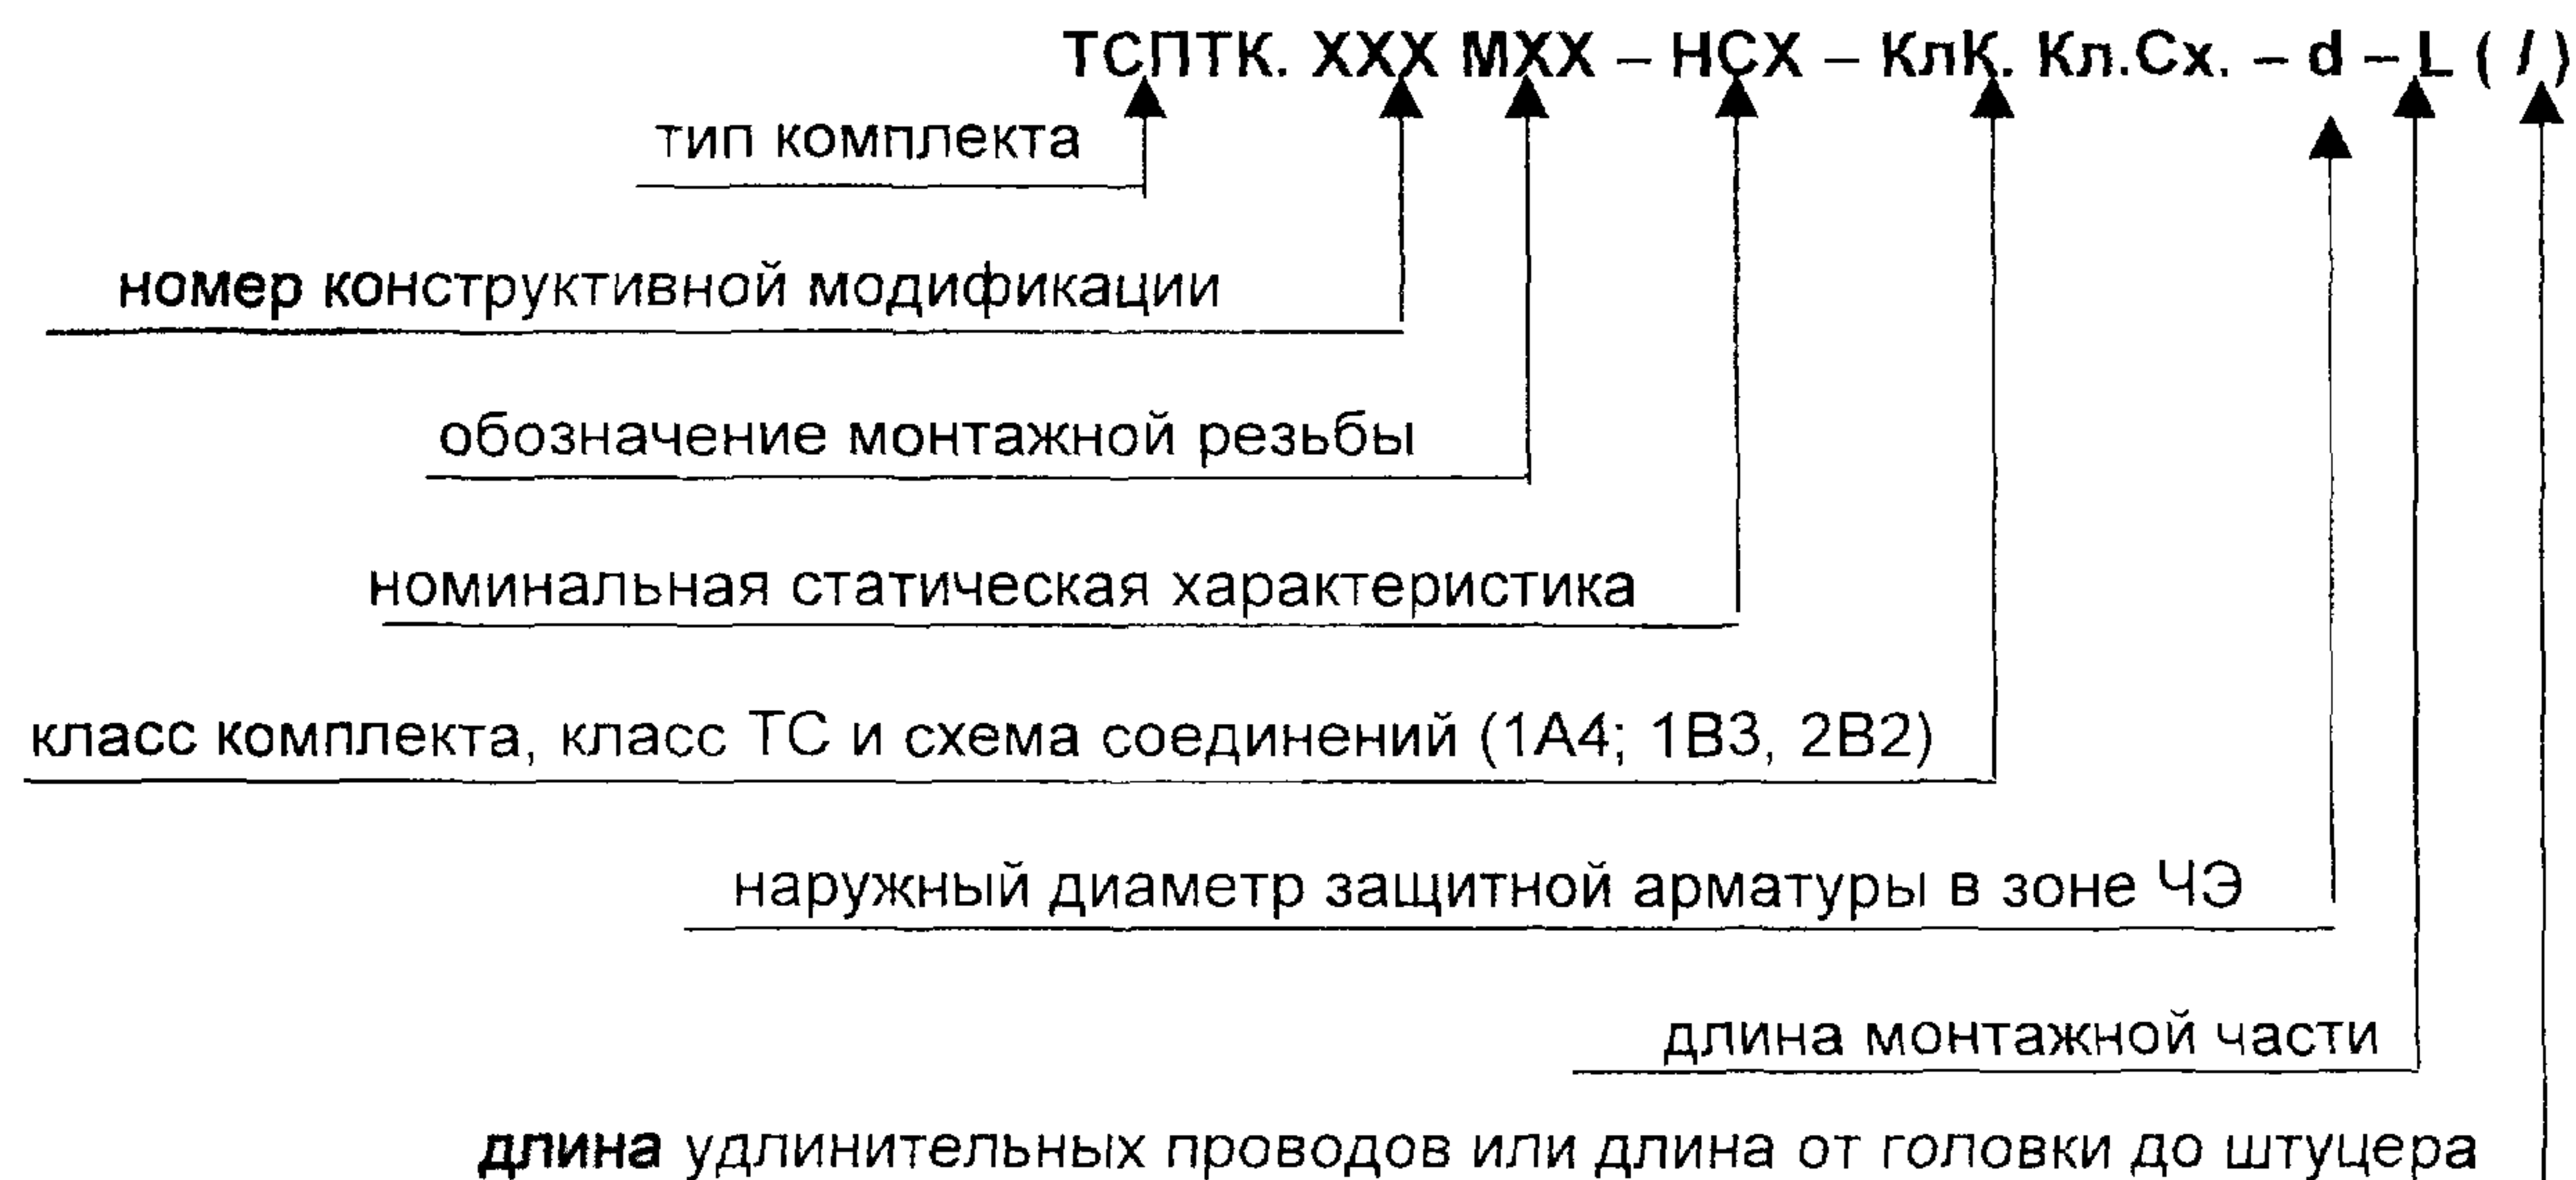 ТСПТК. ХХХ МХХ – НСХ – КлК. Кл.Сх. – d – L ( l )
тип комплекта
номер конструктивной модификации
обозначение монтажной резьбы
номинальная статическая характеристика
класс комплекта, класс ТС и схема соединений (1А4; 1В3, 2В2)
наружный диаметр защитной арматуры в зоне ЧЭ
длина монтажной части
длина удлинительных проводов или длина от головки до штуцера